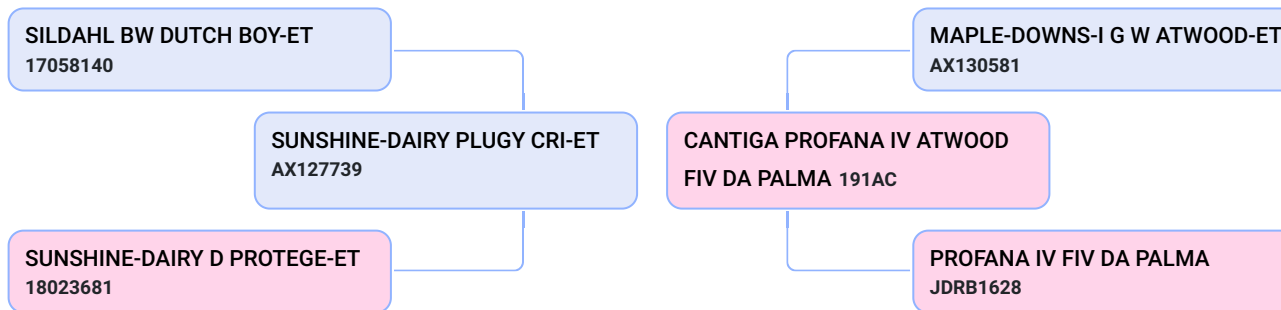 SILDAHL BW DUTCH BOY-ET
17058140
MAPLE-DOWNS-I G W ATWOOD-ET
AX130581
SUNSHINE-DAIRY PLUGY CRI-ET
AX127739
CANTIGA PROFANA IV ATWOOD
FIV DA PALMA 191AC
SUNSHINE-DAIRY D PROTEGE-ET
18023681
PROFANA IV FIV DA PALMA
JDRB1628